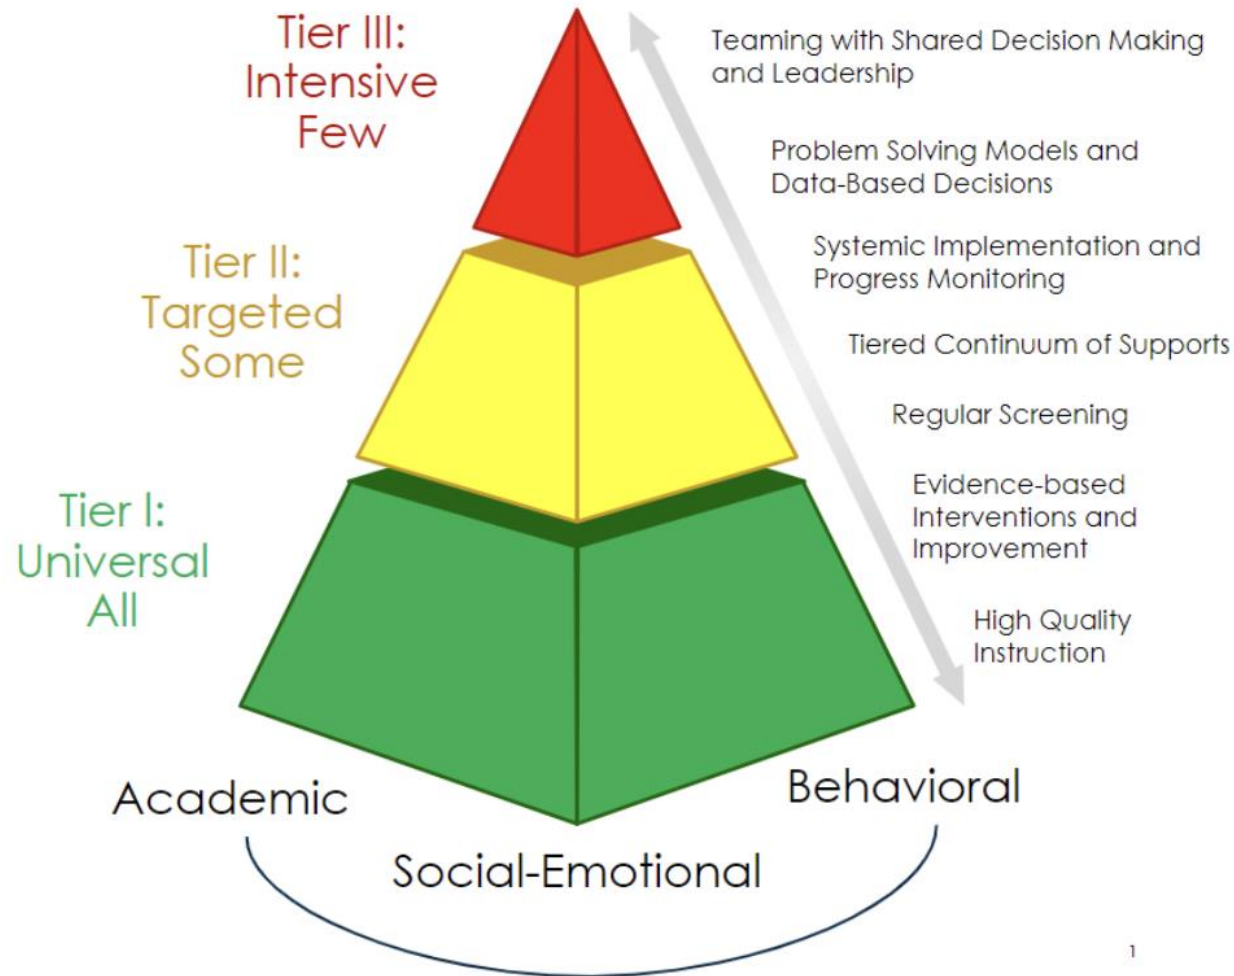 Tier III:
Intensive
Few
Teaming with Shared Decision Making
and Leadership
Problem Solving Models and
Data-Based Decisions
Tier II:
Targeted
Some
Systemic Implementation and
Progress Monitoring
Tiered Continuum of Supports
Regular Screening
Tier I:
Universal
All
Evidence-based
Interventions and
Improvement
High Quality
Instruction
Academic
Behavioral
Social-Emotional
1